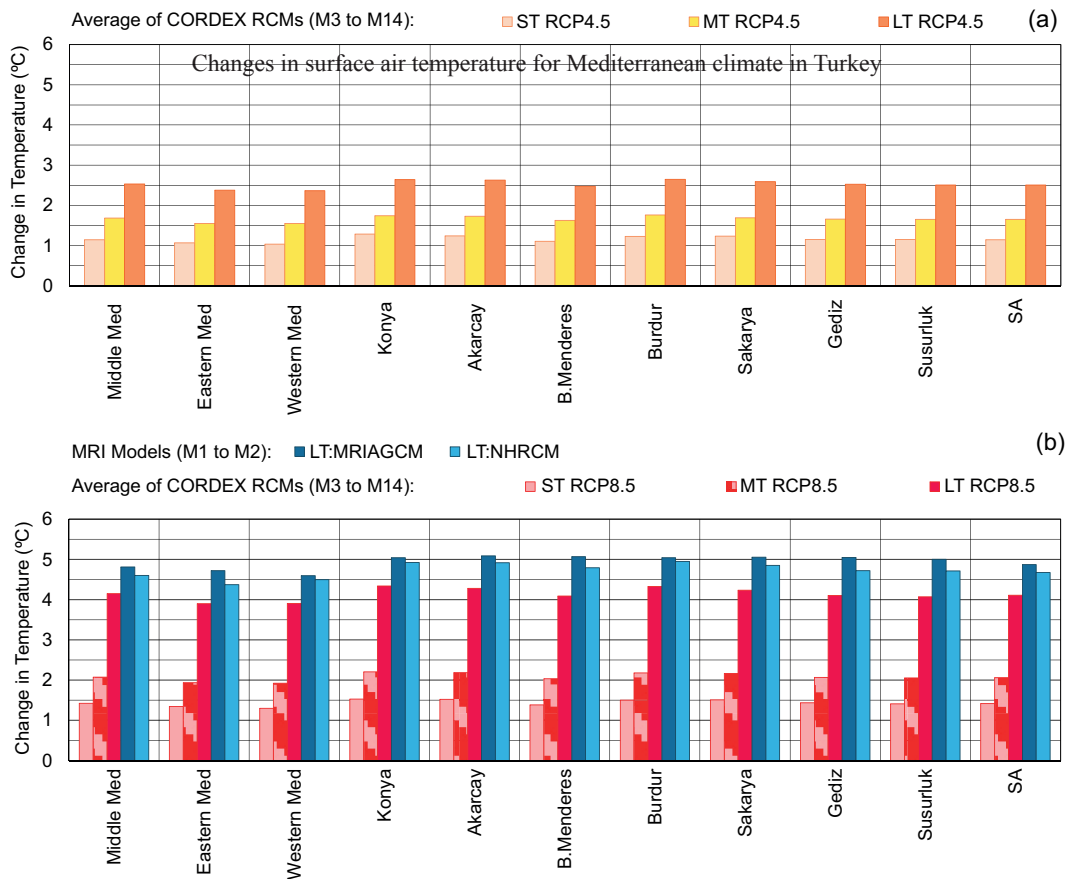 Average of CORDEX RCMs (M3 to M14): ST RCP4.5 MT RCP4.5 LT RCP4.5 (a)
Changes in surface air temperature for Mediterranean climate in Turkey
Change in Temperature (ºC)
6
5
4
3
2
1
0
Middle Med
Eastern Med
Western Med
Konya
Akarcay
B.Menderes
Burdur
Sakarya
Gediz
Susurluk
SA
MRI Models (M1 to M2): LT:MRIAGCM LT:NHRCM (b)
Average of CORDEX RCMs (M3 to M14): ST RCP8.5 MT RCP8.5 LT RCP8.5
Change in Temperature (ºC)
6
5
4
3
2
1
0
Middle Med
Eastern Med
Western Med
Konya
Akarcay
B.Menderes
Burdur
Sakarya
Gediz
Susurluk
SA